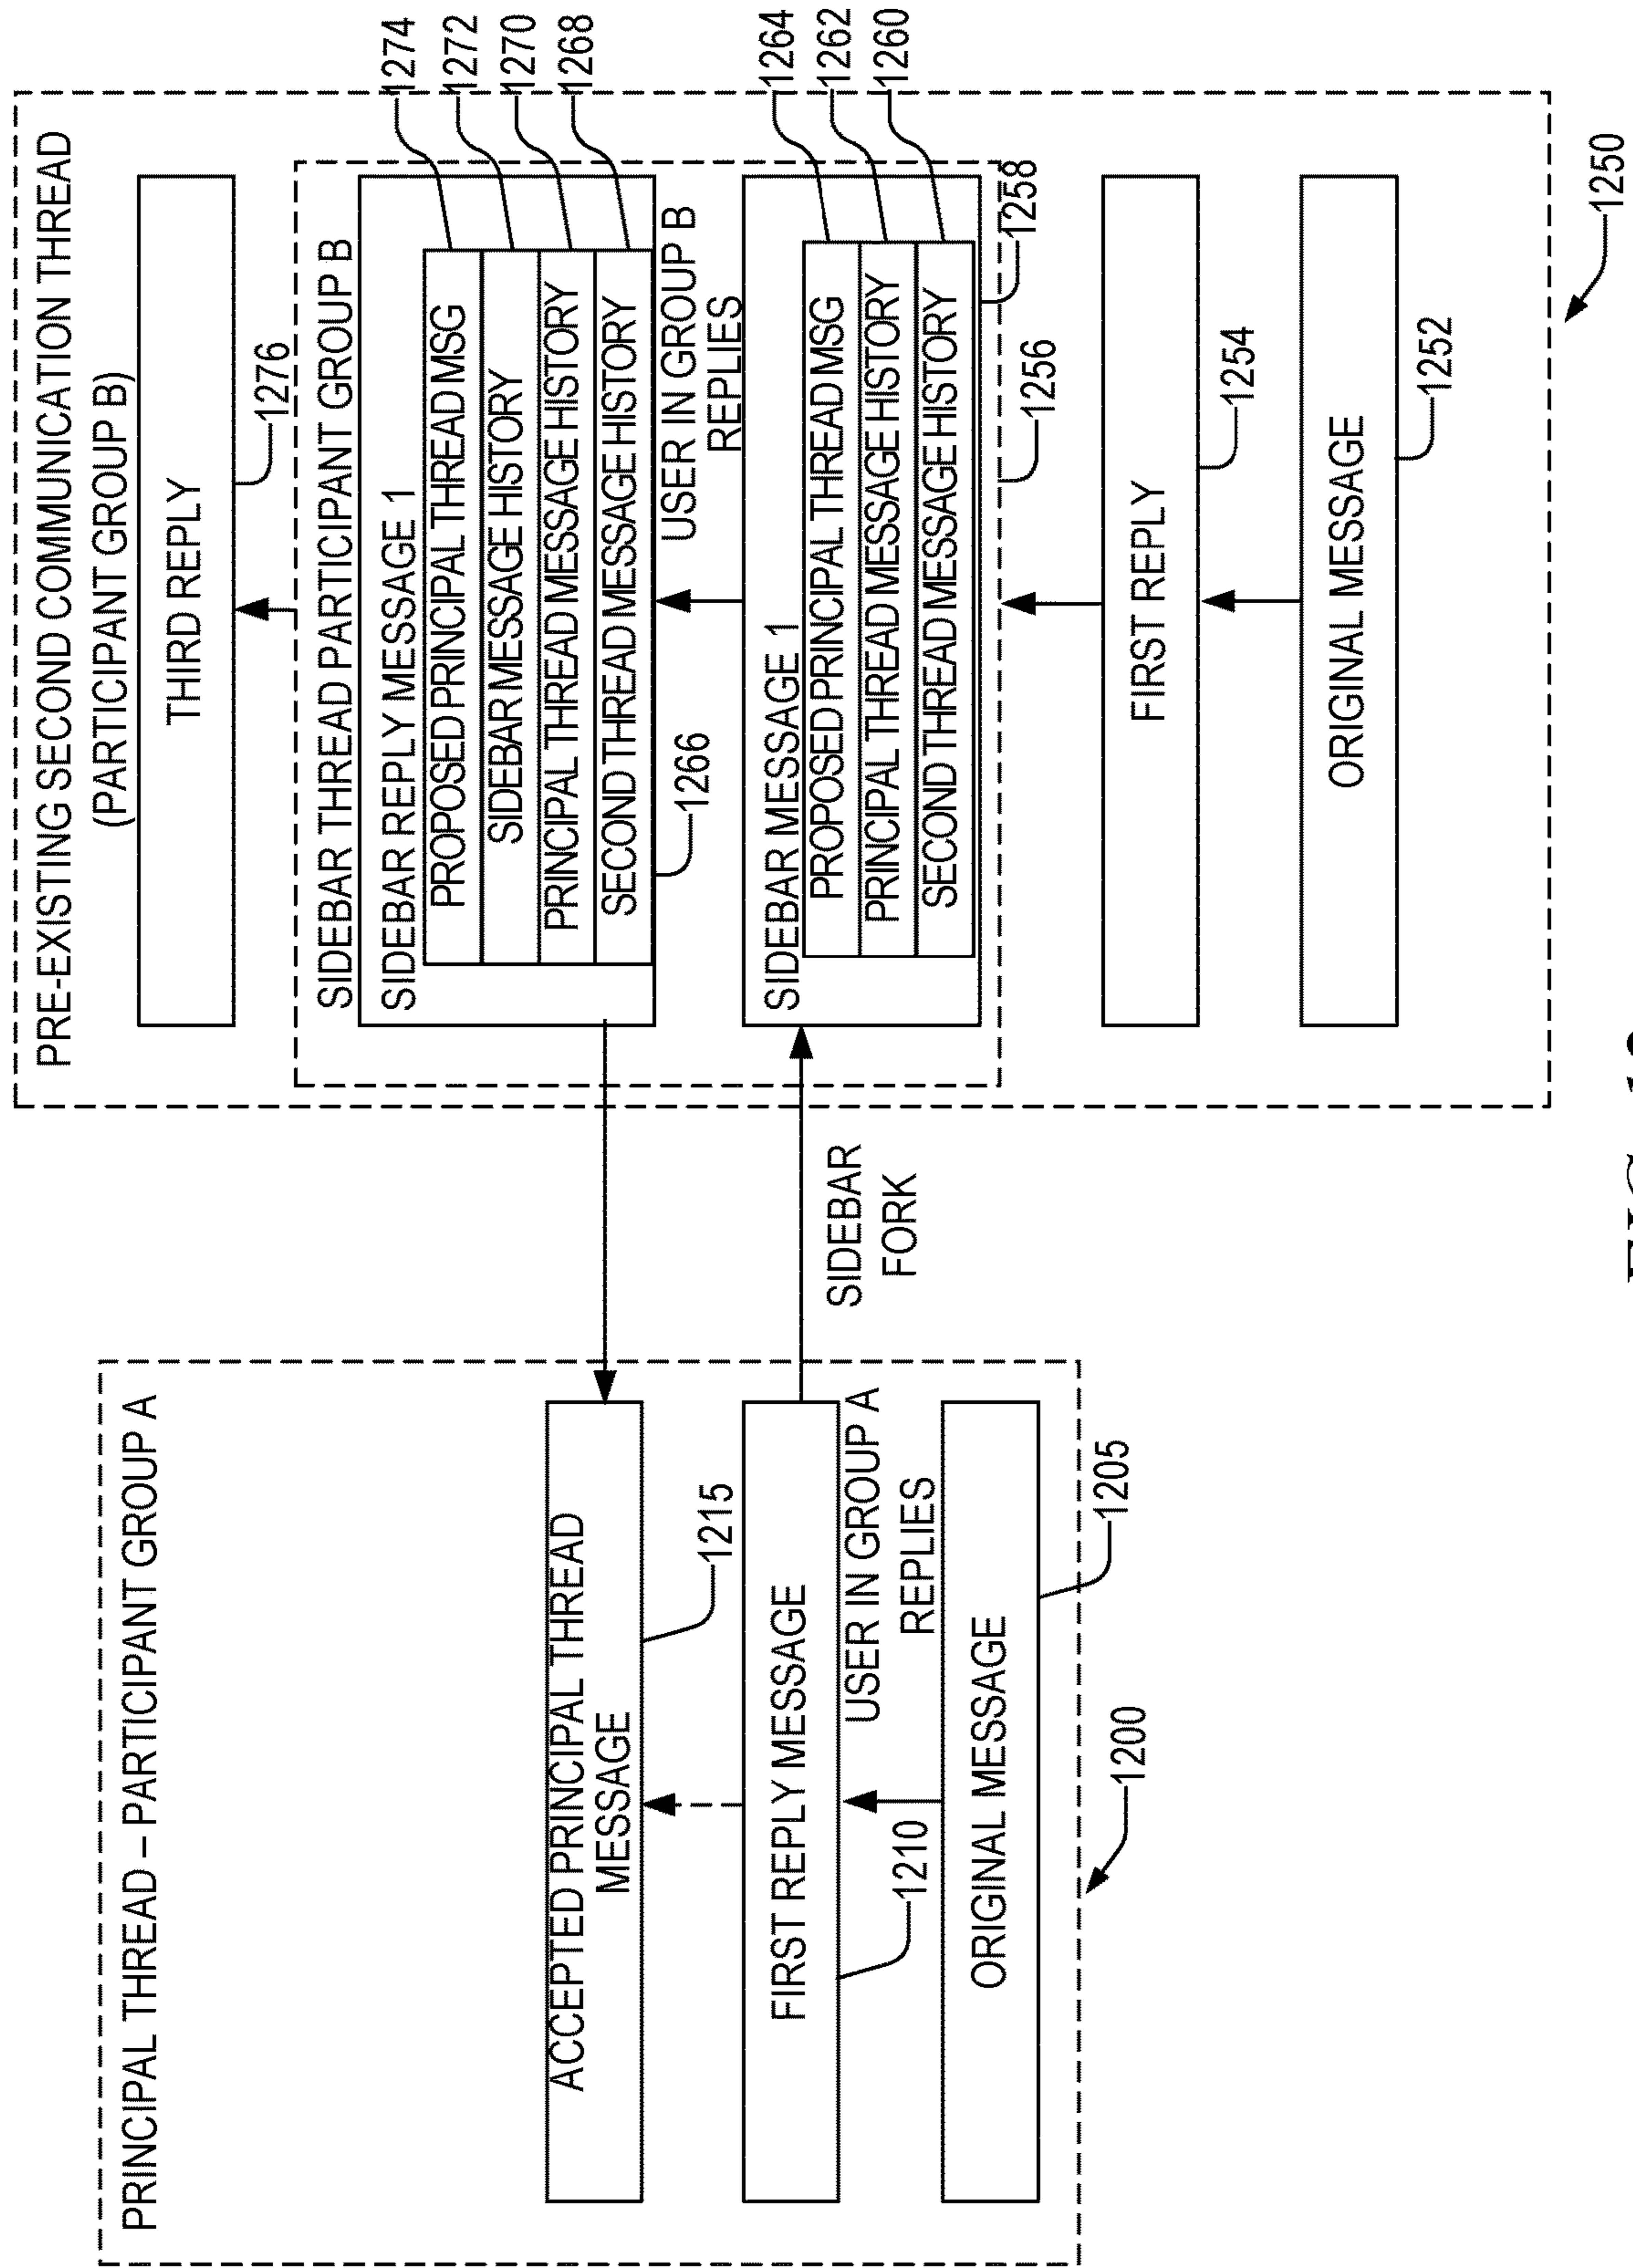 PRINCIPAL THREAD – PARTICIPANT GROUP A
ACCEPTED PRINCIPAL THREAD
MESSAGE
1215
FIRST REPLY MESSAGE
1210
USER IN GROUP A
REPLIES
ORIGINAL MESSAGE
1205
1200
SIDEBAR
FORK
PRE-EXISTING SECOND COMMUNICATION THREAD
(PARTICIPANT GROUP B)
THIRD REPLY
1276
SIDEBAR THREAD PARTICIPANT GROUP B
SIDEBAR REPLY MESSAGE 1
PROPOSED PRINCIPAL THREAD MSG
1274
SIDEBAR MESSAGE HISTORY
1272
PRINCIPAL THREAD MESSAGE HISTORY
1270
SECOND THREAD MESSAGE HISTORY
1268
1266
USER IN GROUP B
REPLIES
SIDEBAR MESSAGE 1
PROPOSED PRINCIPAL THREAD MSG
1264
PRINCIPAL THREAD MESSAGE HISTORY
1262
SECOND THREAD MESSAGE HISTORY
1260
1258
1256
FIRST REPLY
1254
ORIGINAL MESSAGE
1252
1250